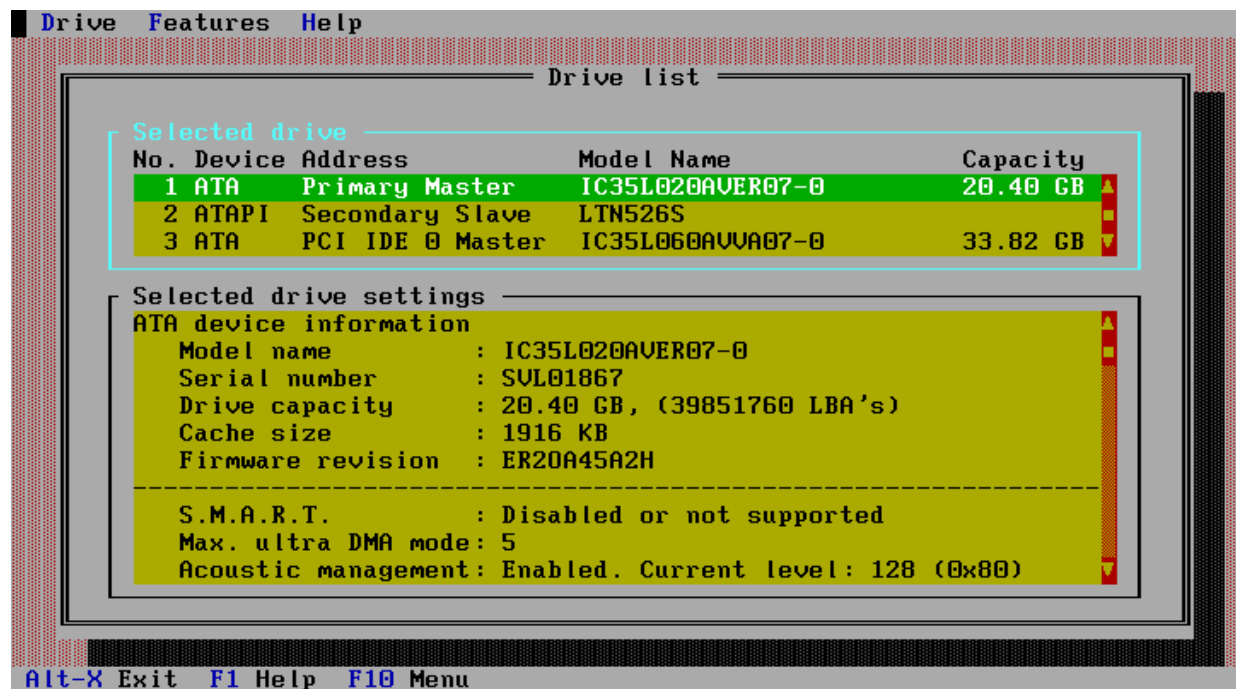 Drive Features Help
Drive list
Selected drive
No. Device Address Model Name Capacity
1 ATA Primary Master IC35L020AVER07-0 20.40 GB
2 ATAPI Secondary Slave LTN526S
3 ATA PCI IDE 0 Master IC35L060AVVA07-0 33.82 GB
Selected drive settings
ATA device information
Model name : IC35L020AVER07-0
Serial number : SVL01867
Drive capacity : 20.40 GB, (39851760 LBA's)
Cache size : 1916 KB
Firmware revision : ER2OA45A2H
S.M.A.R.T. : Disabled or not supported
Max. ultra DMA mode: 5
Acoustic management: Enabled. Current level: 128 (0x80)
Alt-X Exit F1 Help F10 Menu